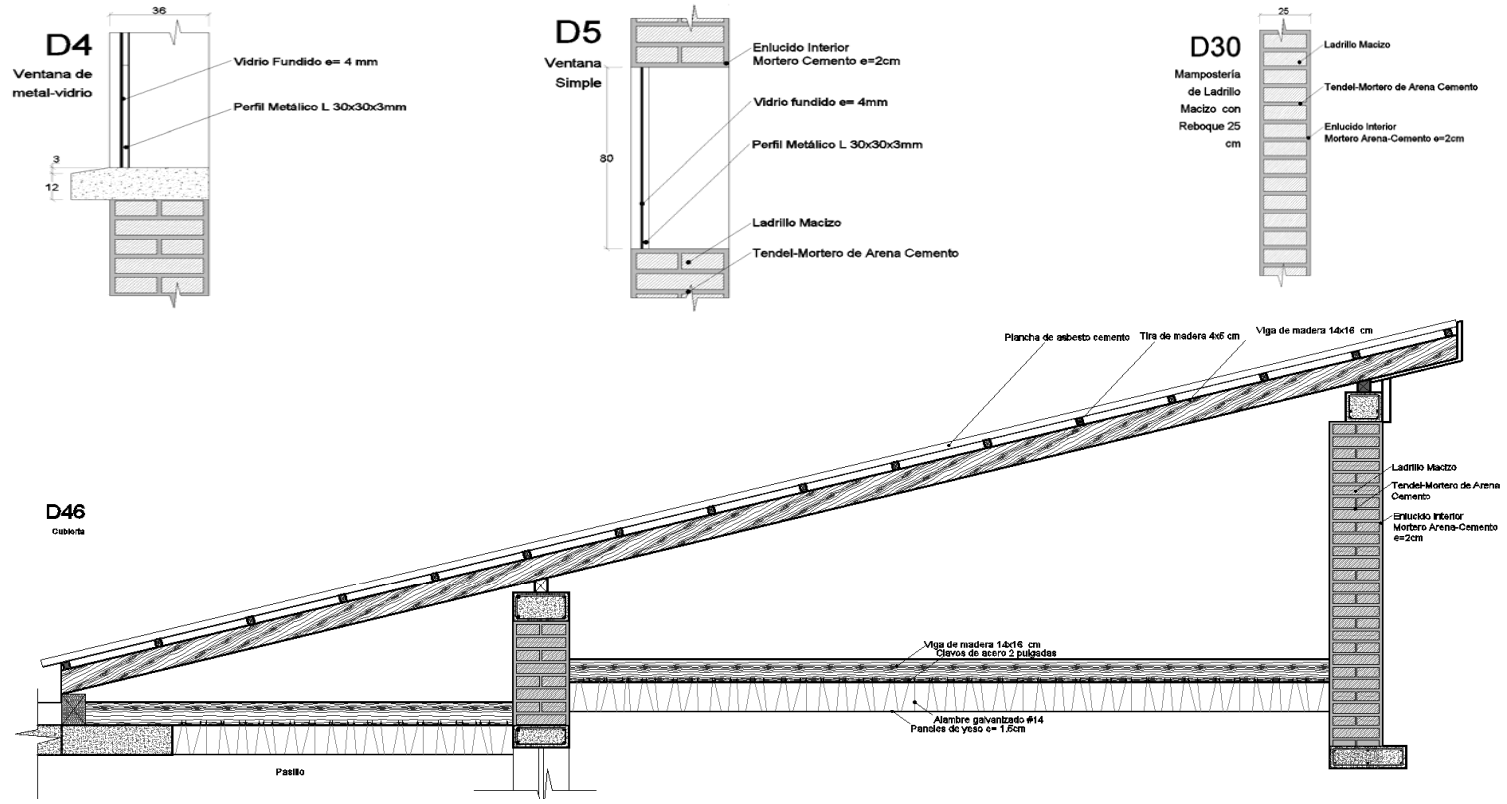 36
D4
Ventana de
metal-vidrio
Vidrio Fundido e= 4 mm
Perfil Metálico L 30x30x3mm
3
12
D5
Ventana
Simple
Enlucido Interior
Mortero Cemento e=2cm
Vidrio fundido e= 4mm
Perfil Metálico L 30x30x3mm
80
Ladrillo Macizo
Tendel-Mortero de Arena Cemento
25
D30
Mampostería
de Ladrillo
Macizo con
Reboque 25
cm
Ladrillo Macizo
Tendel-Mortero de Arena Cemento
Enlucido Interior
Mortero Arena-Cemento e=2cm
D46
Cubierta
Plancha de asbesto cemento
Tira de madera 4x5 cm
Viga de madera 14x16 cm
Ladrillo Macizo
Tendel-Mortero de Arena
Cemento
Enlucido Interior
Mortero Arena-Cemento
e=2cm
Viga de madera 14x16 cm
Clavos de acero 2 pulgadas
Alambre galvanizado #14
Paneles de yeso e= 1.6cm
Pasillo